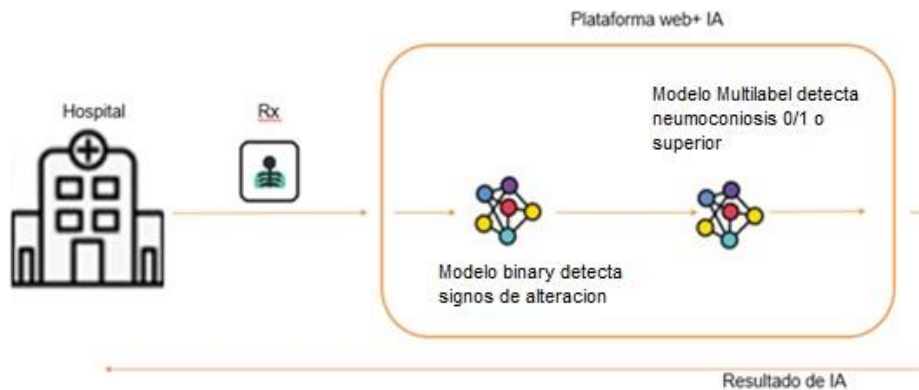 Plataforma web+ IA
Hospital
Rx
Modelo Multilabel detecta
neumoconiosis 0/1 o
superior
Modelo binary detecta
signos de alteracion
Resultado de IA